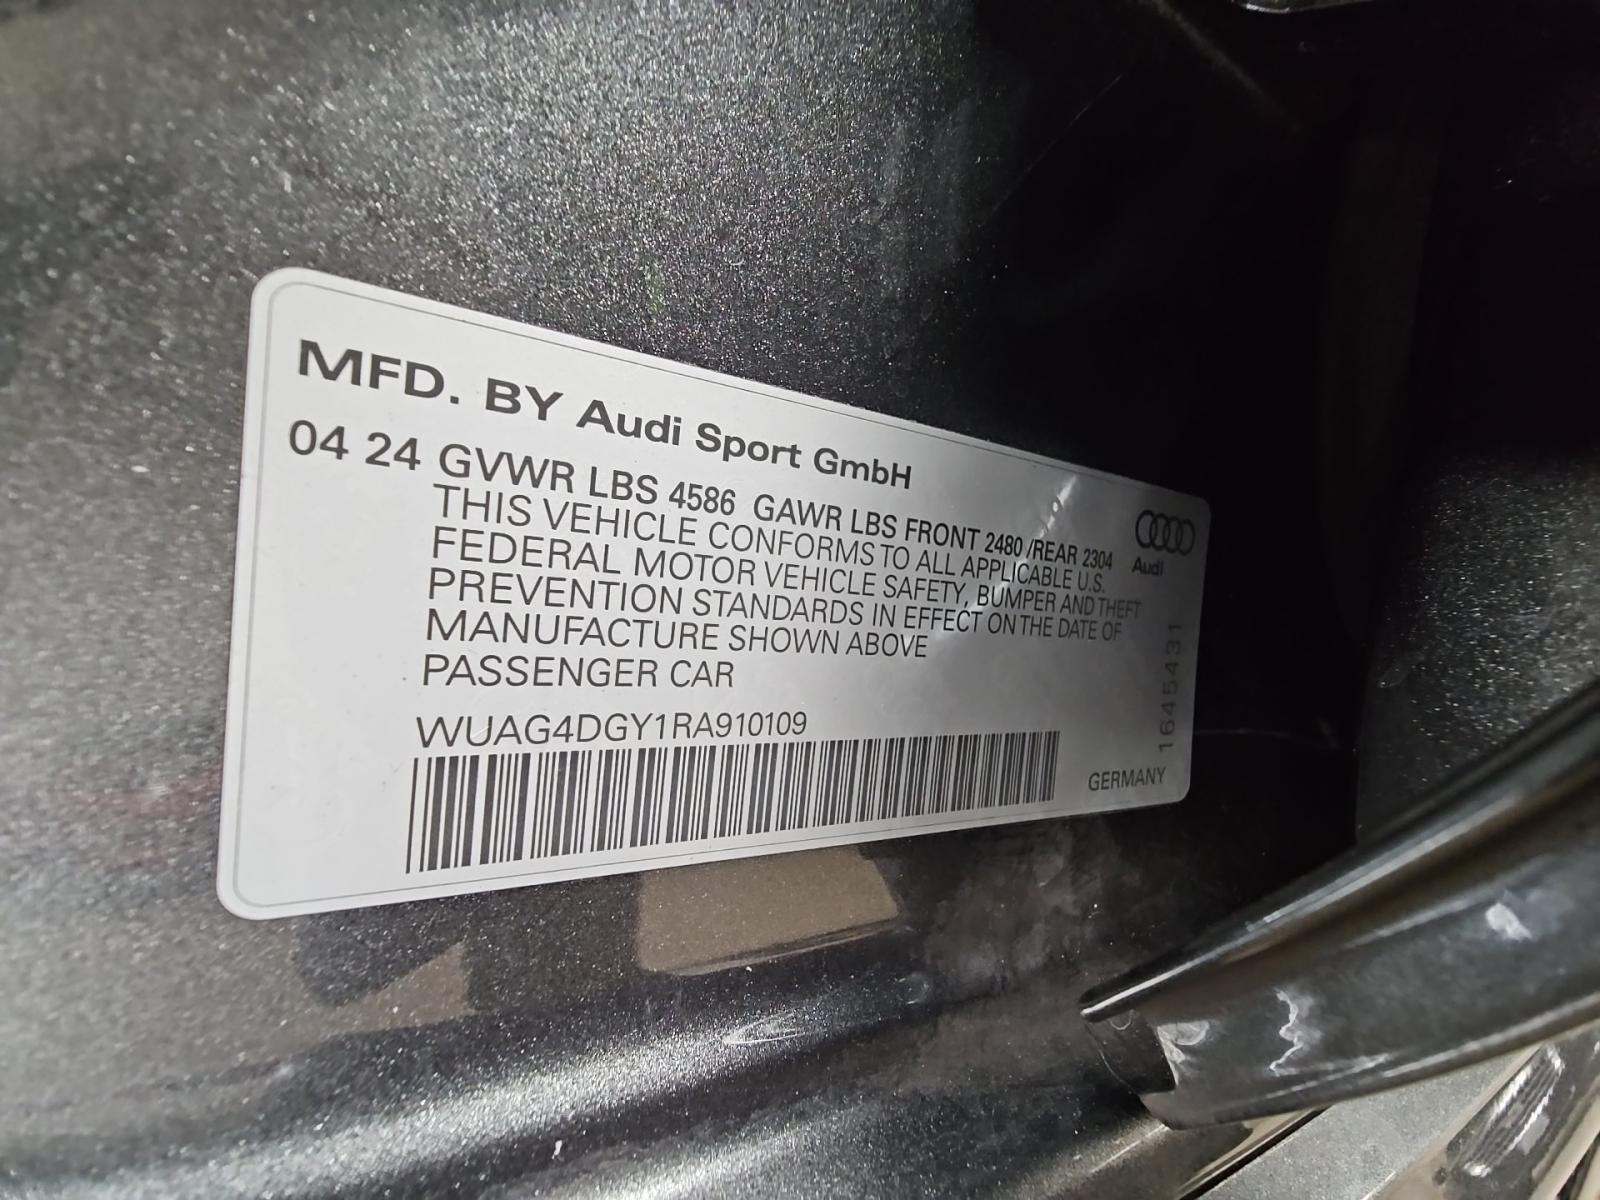 MFD. BY Audi Sport GmbH
04 24 GVWR LBS 4586 GAWR LBS FRONT 2480 /REAR 2304
THIS VEHICLE CONFORMS TO ALL APPLICABLE U.S.
FEDERAL MOTOR VEHICLE SAFETY, BUMPER AND THEFT
PREVENTION STANDARDS IN EFFECT ON THE DATE OF
MANUFACTURE SHOWN ABOVE
PASSENGER CAR
WUAG4DGY1RA910109
Audi
1645431
GERMANY